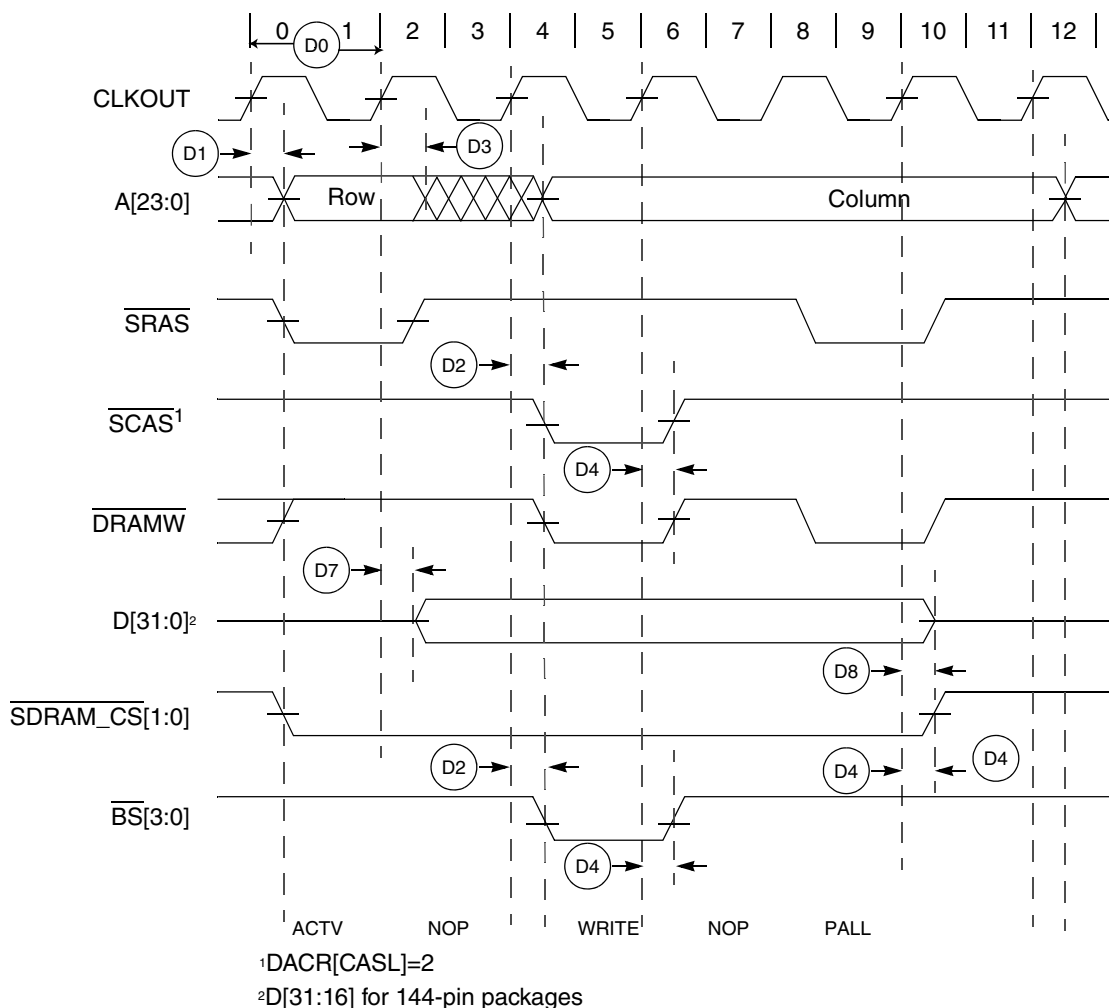 0 1 2 3 4 5 6 7 8 9 10 11 12
D0
CLKOUT
D1
D3
A[23:0]
Row
Column
SRAS
D2
SCAS1
D4
DRAMW
D7
D[31:0]2
D8
SDRAM_CS[1:0]
D2
D4
D4
BS[3:0]
D4
ACTV NOP WRITE NOP PALL
1DACR[CASL]=2
2D[31:16] for 144-pin packages